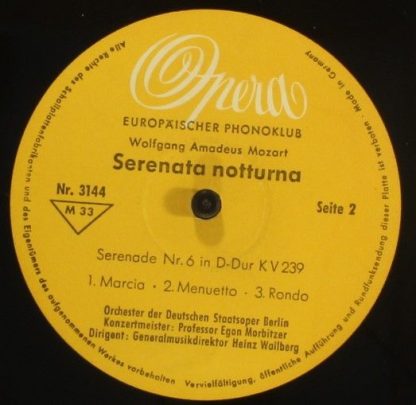 Opera
EUROPÄISCHER PHONOKLUB
Wolfgang Amadeus Mozart
Serenata notturna
Nr. 3144
M 33
Seite 2
Serenade Nr. 6 in D-Dur KV 239
1. Marcia · 2. Menuetto · 3. Rondo
Orchester der Deutschen Staatsoper Berlin
Konzertmeister: Professor Egon Morbitzer
Dirigent: Generalmusikdirektor Heinz Wallberg
Alle Rechte des Schallplattenfabrikanten und des Eigentümers des aufgenommenen Werkes vorbehalten Vervielfältigung, öffentliche Aufführung und Rundfunksendung dieser Platte ist verboten · Made in Germany